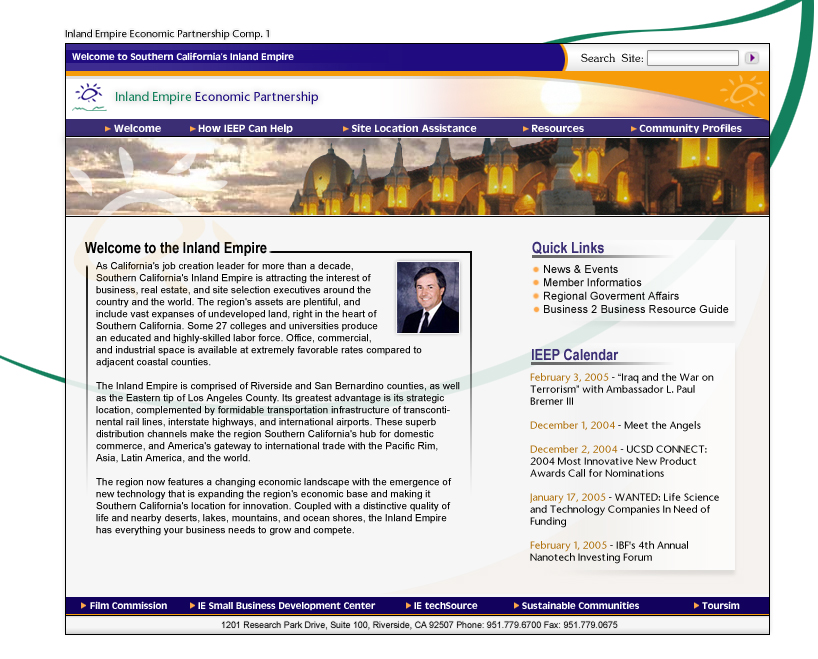 Inland Empire Economic Partnership Comp. 1
Welcome to Southern California's Inland Empire
Search Site:
Inland Empire Economic Partnership
Welcome
How IEEP Can Help
Site Location Assistance
Resources
Community Profiles
Welcome to the Inland Empire
As California's job creation leader for more than a decade,
Southern California's Inland Empire is attracting the interest of
business, real estate, and site selection executives around the
country and the world. The region's assets are plentiful, and
include vast expanses of undeveloped land, right in the heart of
Southern California. Some 27 colleges and universities produce
an educated and highly-skilled labor force. Office, commercial,
and industrial space is available at extremely favorable rates compared to
adjacent coastal counties.
The Inland Empire is comprised of Riverside and San Bernardino counties, as well
as the Eastern tip of Los Angeles County. Its greatest advantage is its strategic
location, complemented by formidable transportation infrastructure of transconti-
nental rail lines, interstate highways, and international airports. These superb
distribution channels make the region Southern California's hub for domestic
commerce, and America's gateway to international trade with the Pacific Rim,
Asia, Latin America, and the world.
The region now features a changing economic landscape with the emergence of
new technology that is expanding the region's economic base and making it
Southern California's location for innovation. Coupled with a distinctive quality of
life and nearby deserts, lakes, mountains, and ocean shores, the Inland Empire
has everything your business needs to grow and compete.
Quick Links
News & Events
Member Informatios
Regional Goverment Affairs
Business 2 Business Resource Guide
IEEP Calendar
February 3, 2005 - "Iraq and the War on
Terrorism" with Ambassador L. Paul
Bremer III
December 1, 2004 - Meet the Angels
December 2, 2004 - UCSD CONNECT:
2004 Most Innovative New Product
Awards Call for Nominations
January 17, 2005 - WANTED: Life Science
and Technology Companies In Need of
Funding
February 1, 2005 - IBF's 4th Annual
Nanotech Investing Forum
Film Commission
IE Small Business Development Center
IE techSource
Sustainable Communities
Toursim
1201 Research Park Drive, Suite 100, Riverside, CA 92507 Phone: 951.779.6700 Fax: 951.779.0675